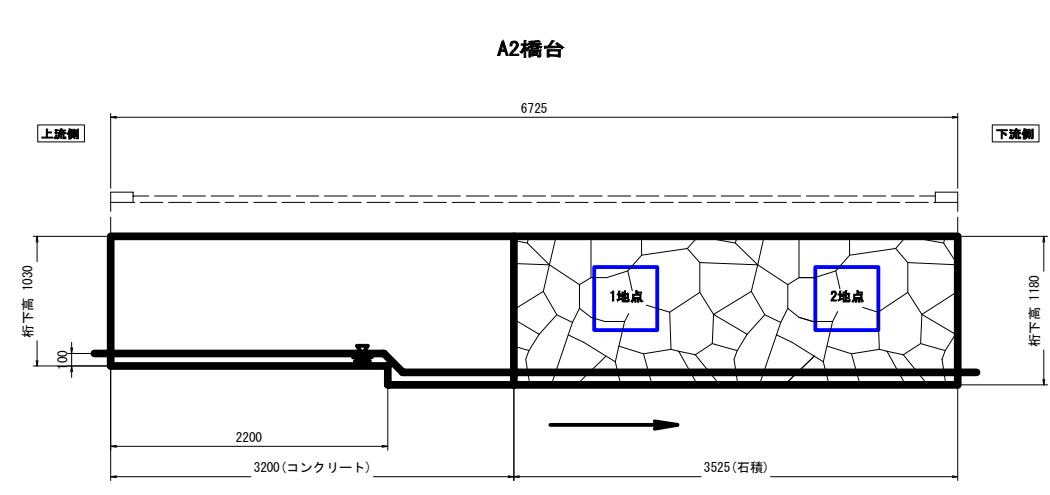 A2橋台
6725
上流側
下流側
桁下高 1030
100
1地点
2地点
桁下高 1180
2200
3200(コンクリート)
3525(石積)